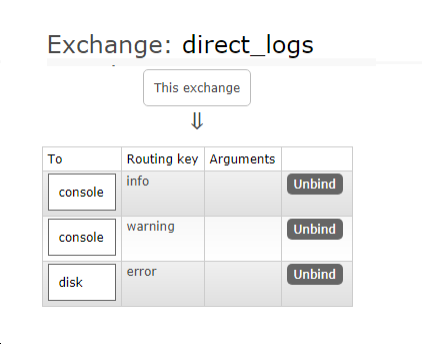 Exchange: direct_logs
This exchange
⇓
To Routing key Arguments
console info Unbind
console warning Unbind
disk error Unbind